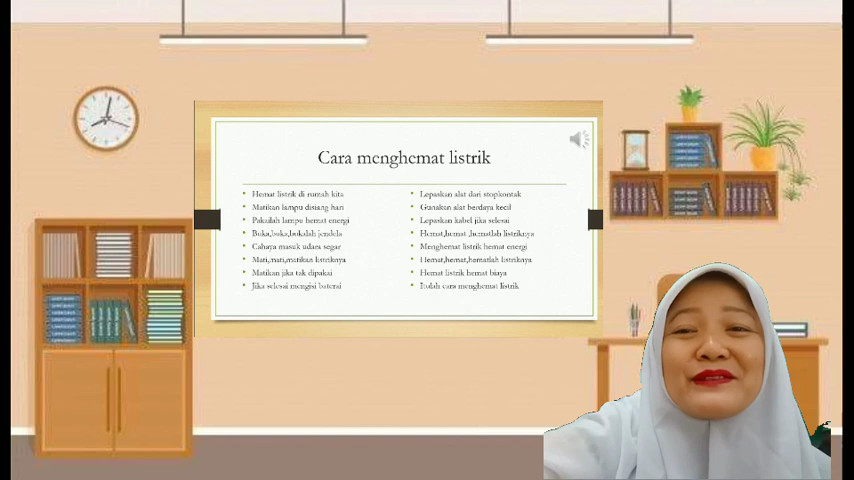 Cara menghemat listrik
Hemat listrik di rumah kita
Matikan lampu disiang hari
Pakailah lampu hemat energi
Buka,buka,bukalah jendela
Cahaya masuk udara segar
Mati,mati,matikan listriknya
Matikan jika tak dipakai
Jika selesai mengisi baterai
Lepaskan alat dari stopkontak
Gunakan alat berdaya kecil
Lepaskan kabel jika selesai
Hemat,hemat ,hematlah listriknya
Menghemat listrik hemat energi
Hemat,hemat,hematlah listriknya
Hemat listrik hemat biaya
Itulah cara menghemat listrik